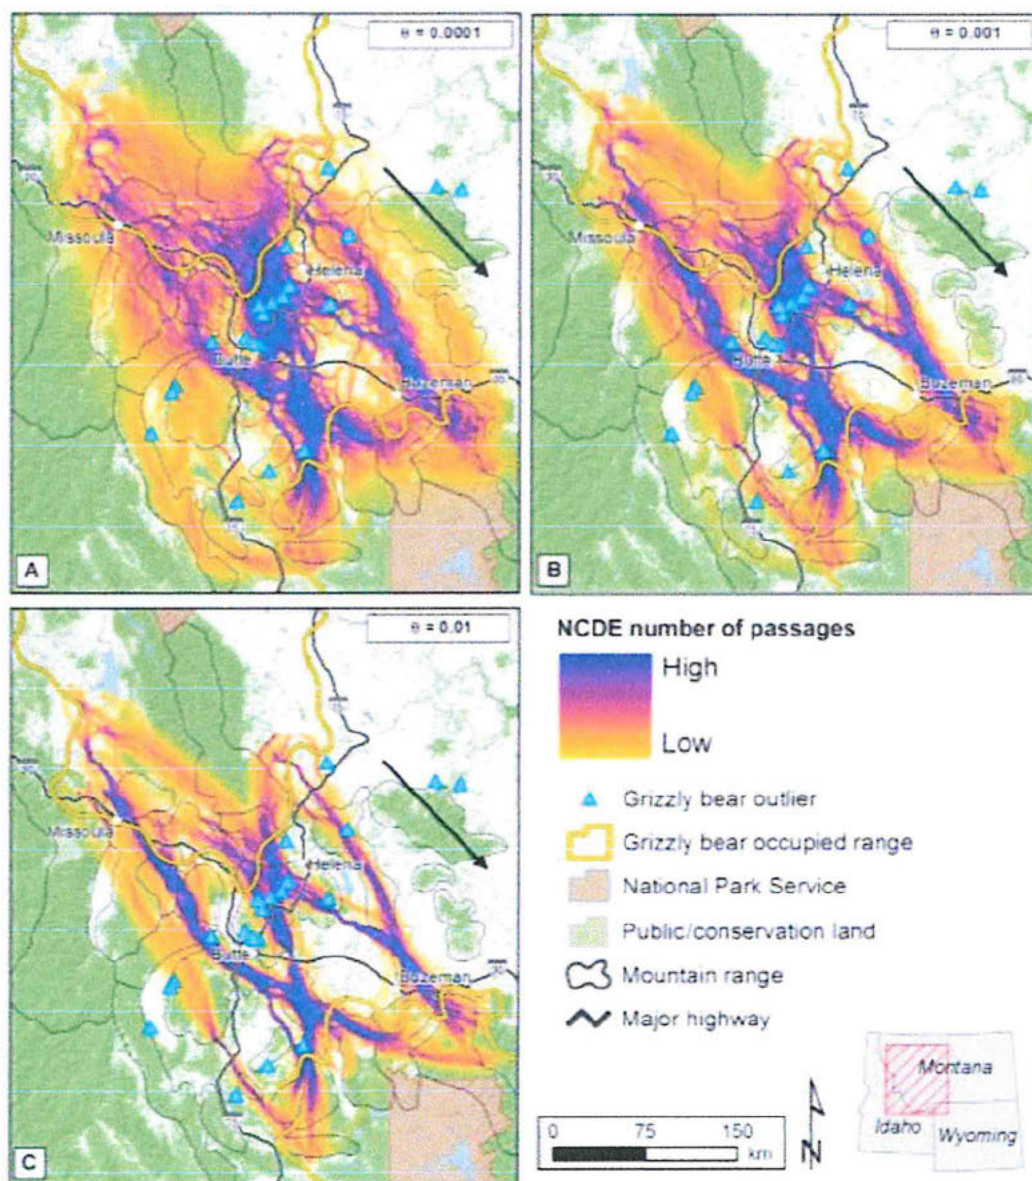 θ = 0.0001
Missoula
Helena
Butte
Bozeman
A
θ = 0.001
Missoula
Helena
Butte
Bozeman
B
θ = 0.01
Missoula
Helena
Butte
Bozeman
C
NCDE number of passages
High
Low
Grizzly bear outlier
Grizzly bear occupied range
National Park Service
Public/conservation land
Mountain range
Major highway
0 75 150
km
N
Montana
Idaho
Wyoming